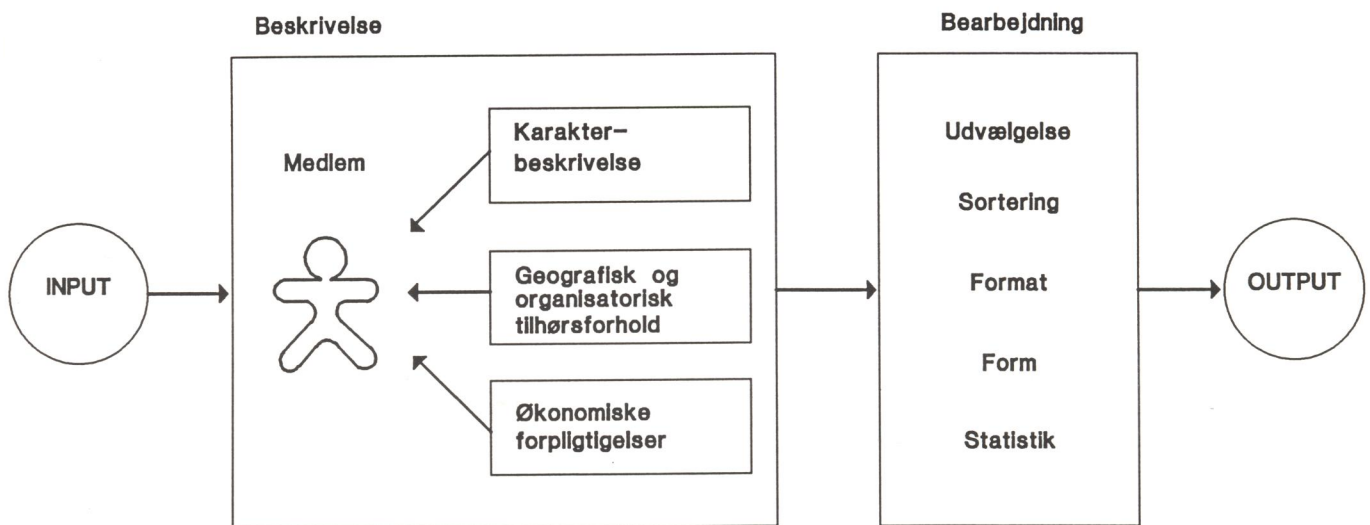 Beskrivelse
Bearbejdning
INPUT
Medlem
Karakter-
beskrivelse
Geografisk og
organisatorisk
tilhørsforhold
Økonomiske
forpligtigelser
Udvælgelse
Sortering
Format
Form
Statistik
OUTPUT